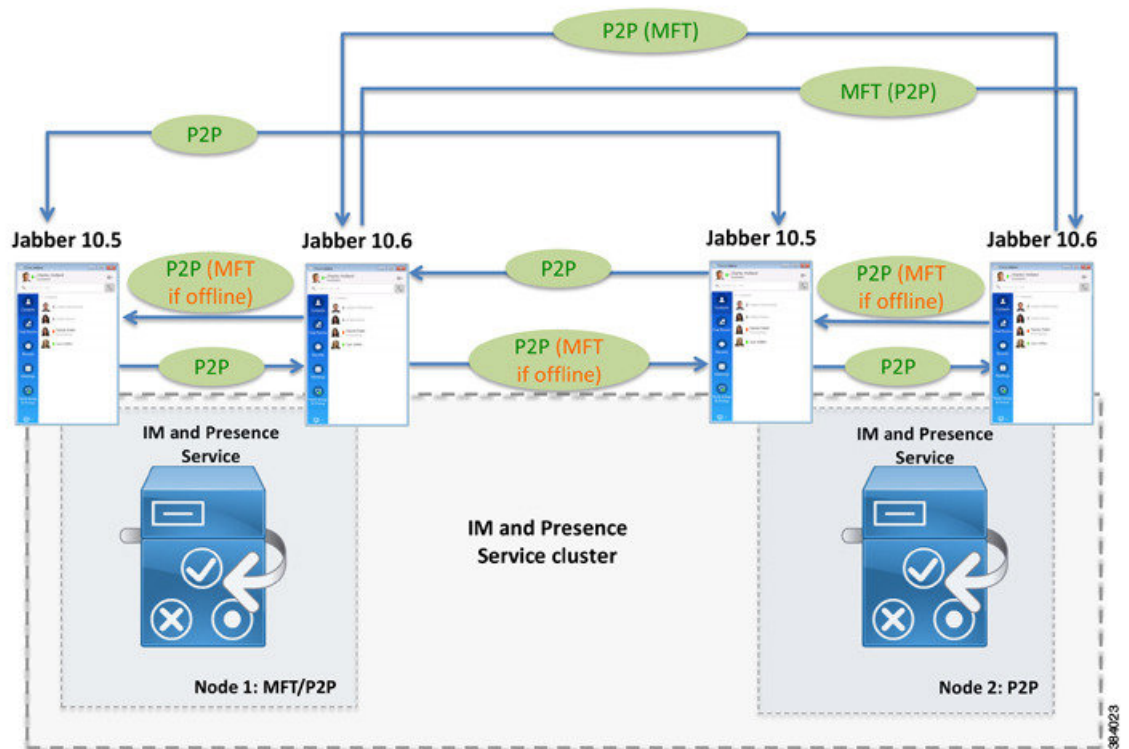 P2P (MFT)
MFT (P2P)
P2P
Jabber 10.5
Jabber 10.6
Jabber 10.5
Jabber 10.6
P2P (MFT
if offline)
P2P
P2P (MFT
if offline)
P2P
P2P (MFT
if offline)
P2P
IM and Presence
Service
IM and Presence
Service
IM and Presence
Service cluster
Node 1: MFT/P2P
Node 2: P2P
384023